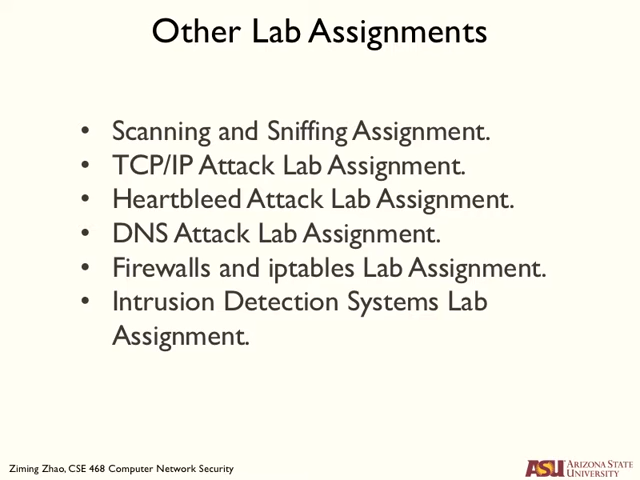 Other Lab Assignments
• Scanning and Sniffing Assignment.
• TCP/IP Attack Lab Assignment.
• Heartbleed Attack Lab Assignment.
• DNS Attack Lab Assignment.
• Firewalls and iptables Lab Assignment.
• Intrusion Detection Systems Lab
Assignment.
Ziming Zhao, CSE 468 Computer Network Security
ASU ARIZONA STATE
UNIVERSITY